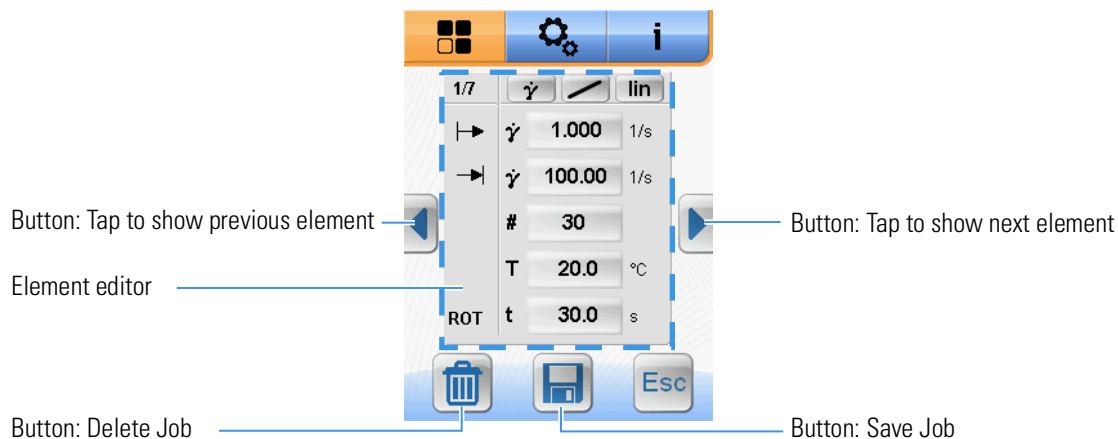 i
1/7 γ̇ lin
γ̇ 1.000 1/s
γ̇ 100.00 1/s
Button: Tap to show previous element
# 30
Button: Tap to show next element
T 20.0 °C
Element editor
ROT t 30.0 s
Esc
Button: Delete Job
Button: Save Job